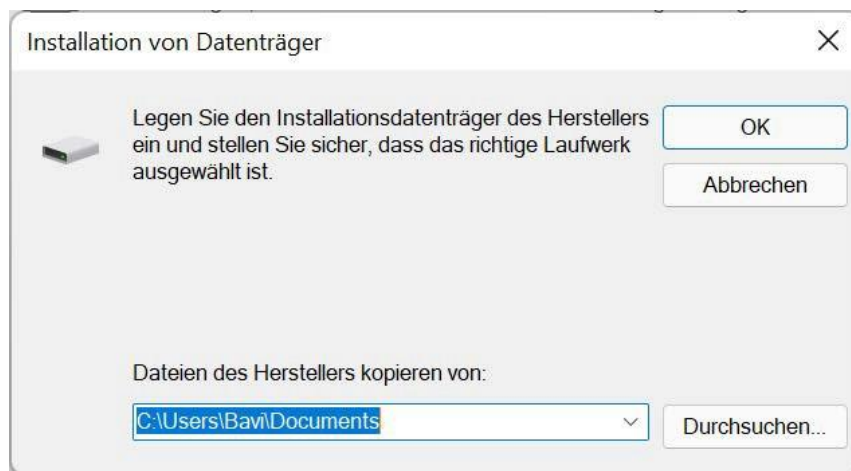 Installation von Datenträger
Legen Sie den Installationsdatenträger des Herstellers
ein und stellen Sie sicher, dass das richtige Laufwerk
ausgewählt ist.
OK
Abbrechen
Dateien des Herstellers kopieren von:
C:\Users\Bavi\Documents
Durchsuchen...